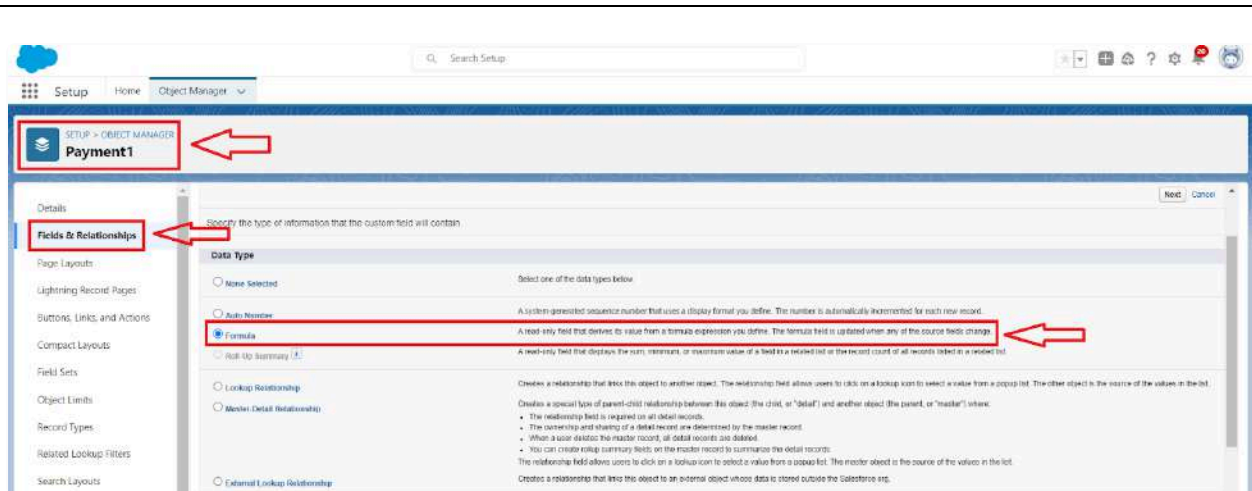 Search Setup
20
Setup Home Object Manager
SETUP > OBJECT MANAGER
Payment1
Next Cancel
Details
Specify the type of information that the custom field will contain.
Fields & Relationships
Data Type
Page Layouts
None Selected Select one of the data types below.
Lightning Record Pages
Auto Number A system-generated sequence number that uses a display format you define. The number is automatically incremented for each new record.
Buttons, Links, and Actions
Formula A read-only field that derives its value from a formula expression you define. The formula field is updated when any of the source fields change.
Compact Layouts
Roll-Up Summary A read-only field that displays the sum, minimum, or maximum value of a field in a related list or the record count of all records listed in a related list.
Field Sets
Lookup Relationship Creates a relationship that links this object to another object. The relationship field allows users to click on a lookup icon to select a value from a popup list. The other object is the source of the values in the list.
Object Limits
Master-Detail Relationship Creates a special type of parent-child relationship between this object (the child, or "detail") and another object (the parent, or "master") where:
• The relationship field is required on all detail records.
Record Types
• The ownership and sharing of a detail record are determined by the master record.
• When a user deletes the master record, all detail records are deleted.
• You can create rollup summary fields on the master record to summarize the detail records.
Related Lookup Filters
The relationship field allows users to click on a lookup icon to select a value from a popup list. The master object is the source of the values in the list.
Search Layouts
External Lookup Relationship Creates a relationship that links this object to an external object whose data is stored outside the Salesforce org.